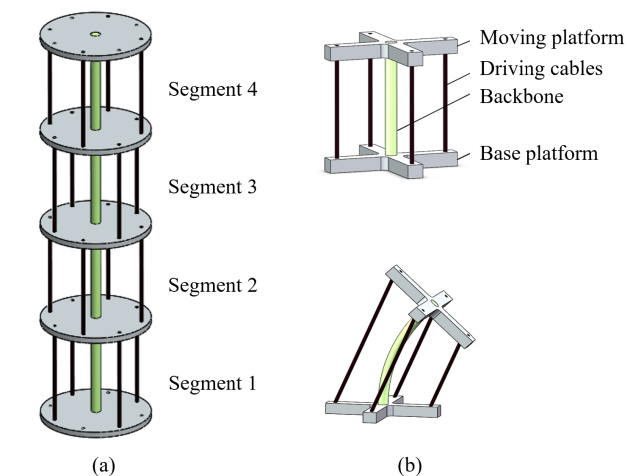 Segment 4
Segment 3
Segment 2
Segment 1
(a)
Moving platform
Driving cables
Backbone
Base platform
(b)